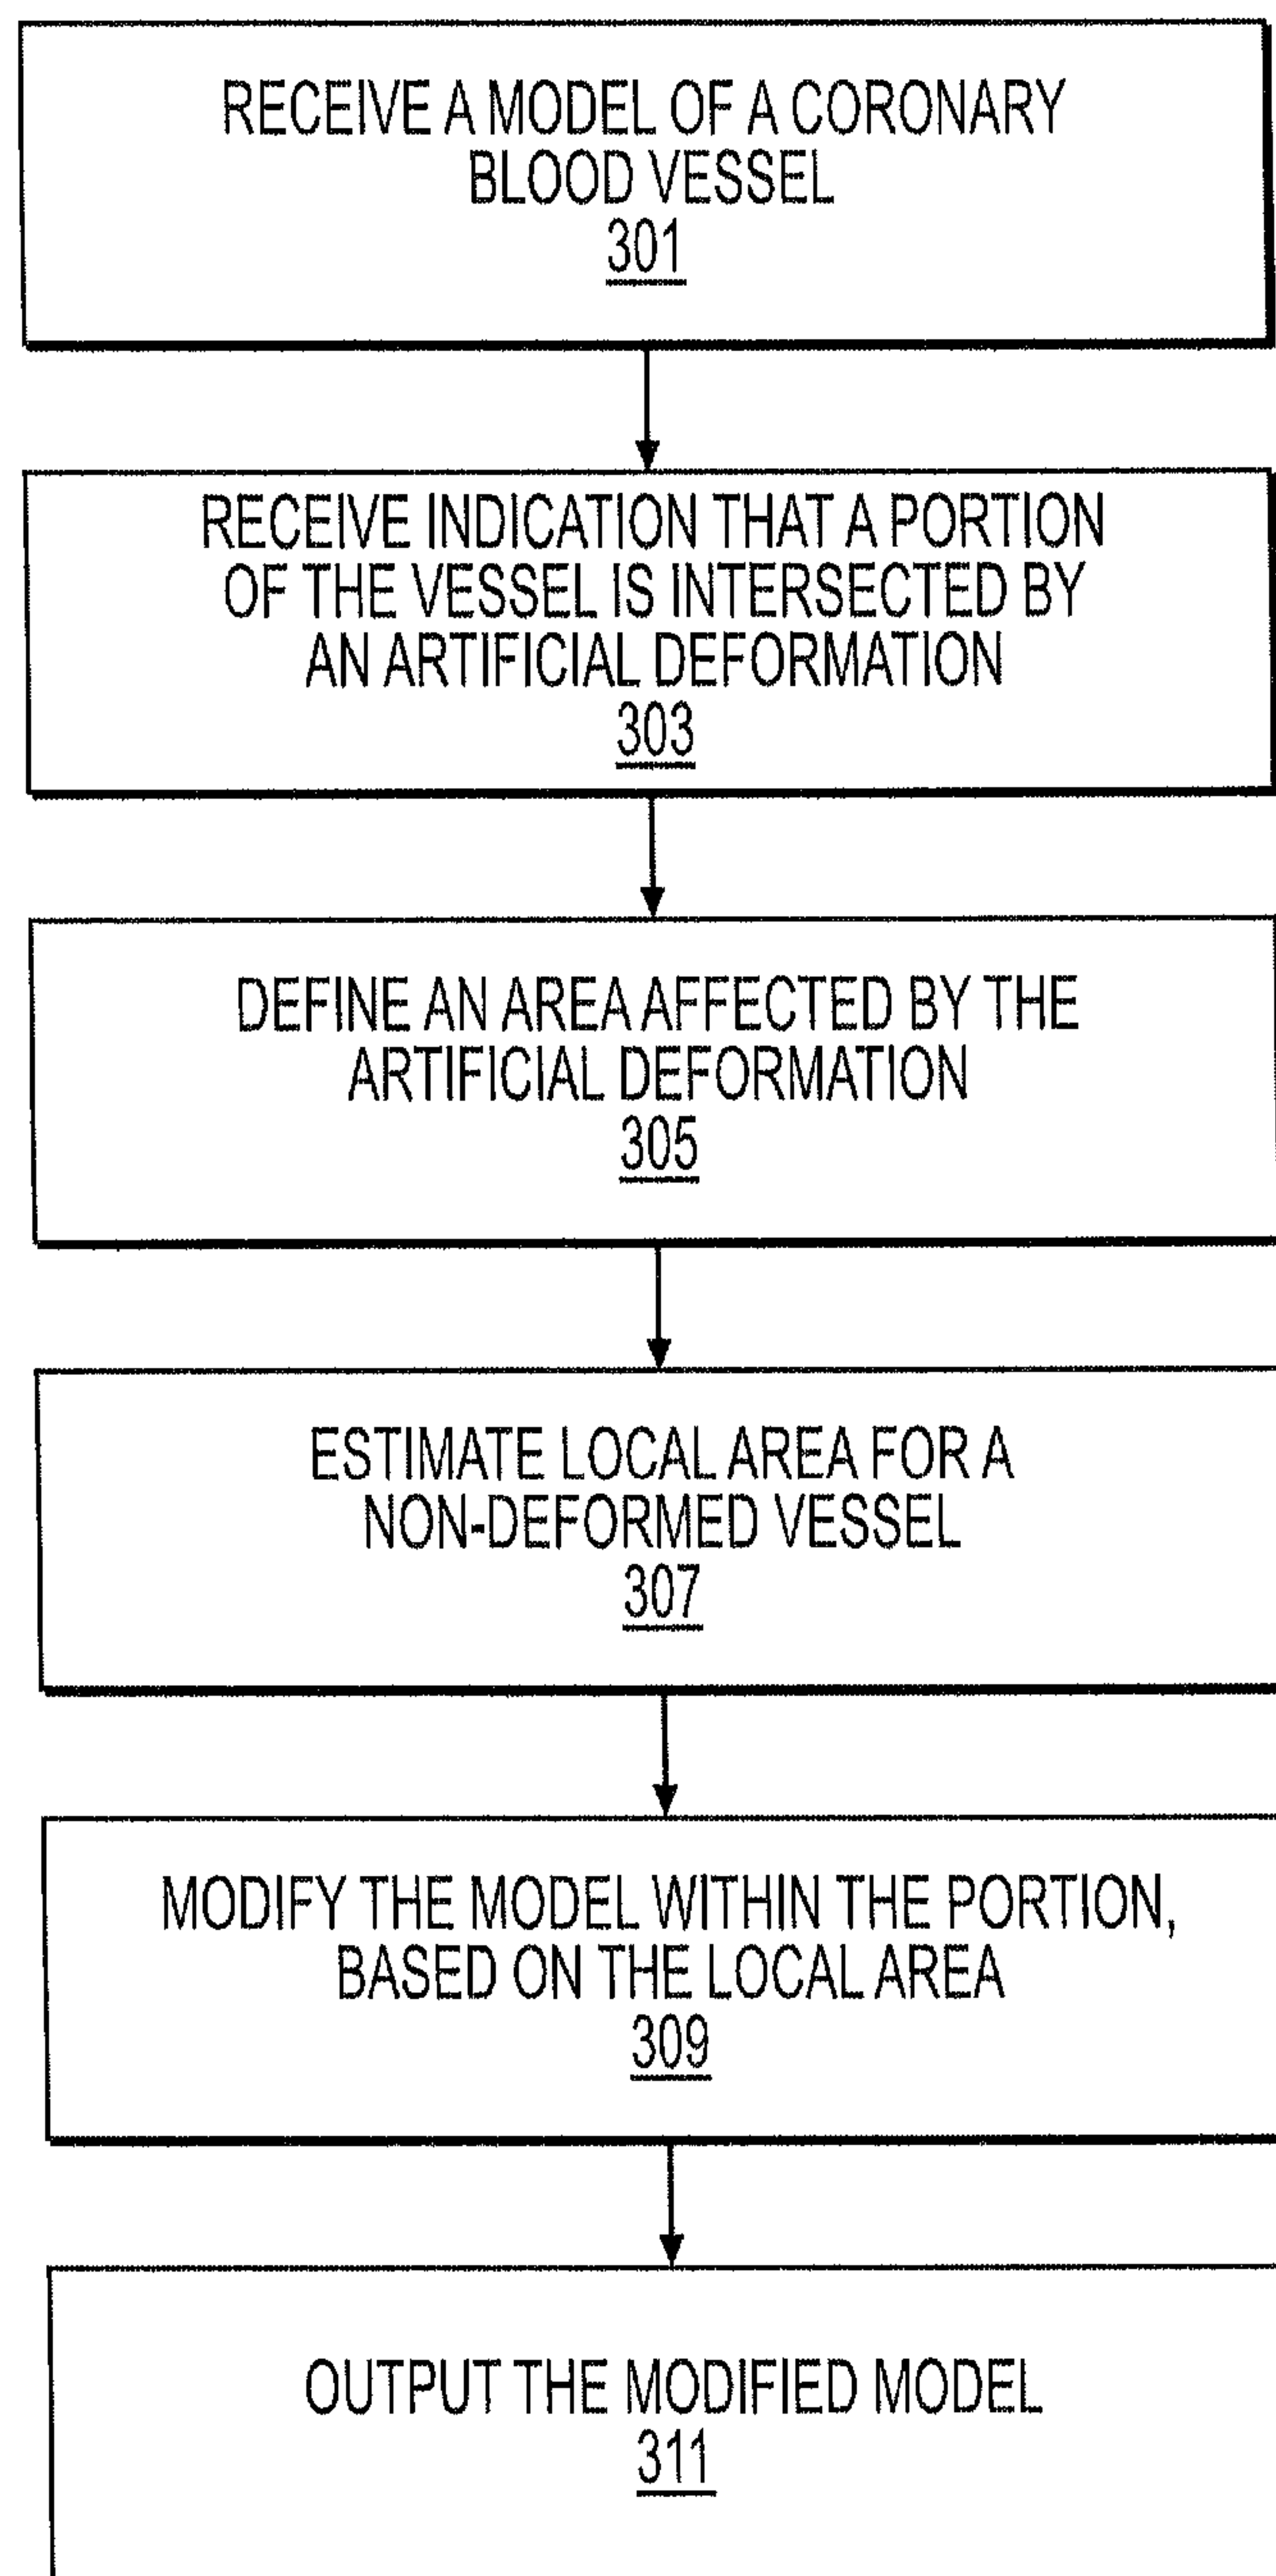 RECEIVE A MODEL OF A CORONARY
BLOOD VESSEL
301
RECEIVE INDICATION THAT A PORTION
OF THE VESSEL IS INTERSECTED BY
AN ARTIFICIAL DEFORMATION
303
DEFINE AN AREA AFFECTED BY THE
ARTIFICIAL DEFORMATION
305
ESTIMATE LOCAL AREA FOR A
NON-DEFORMED VESSEL
307
MODIFY THE MODEL WITHIN THE PORTION,
BASED ON THE LOCAL AREA
309
OUTPUT THE MODIFIED MODEL
311